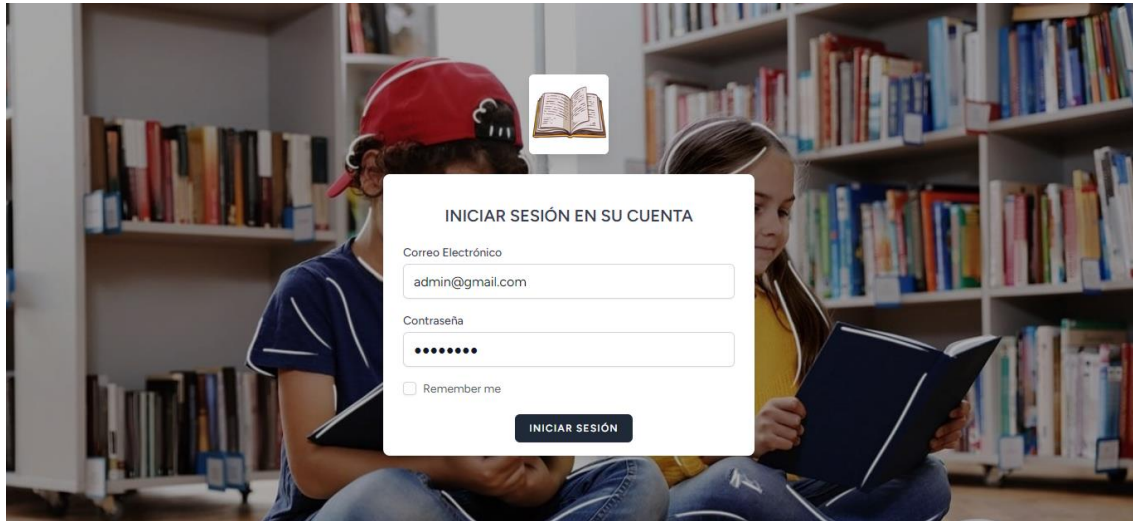 INICIAR SESIÓN EN SU CUENTA
Correo Electrónico
admin@gmail.com
Contraseña
••••••••
Remember me
INICIAR SESIÓN